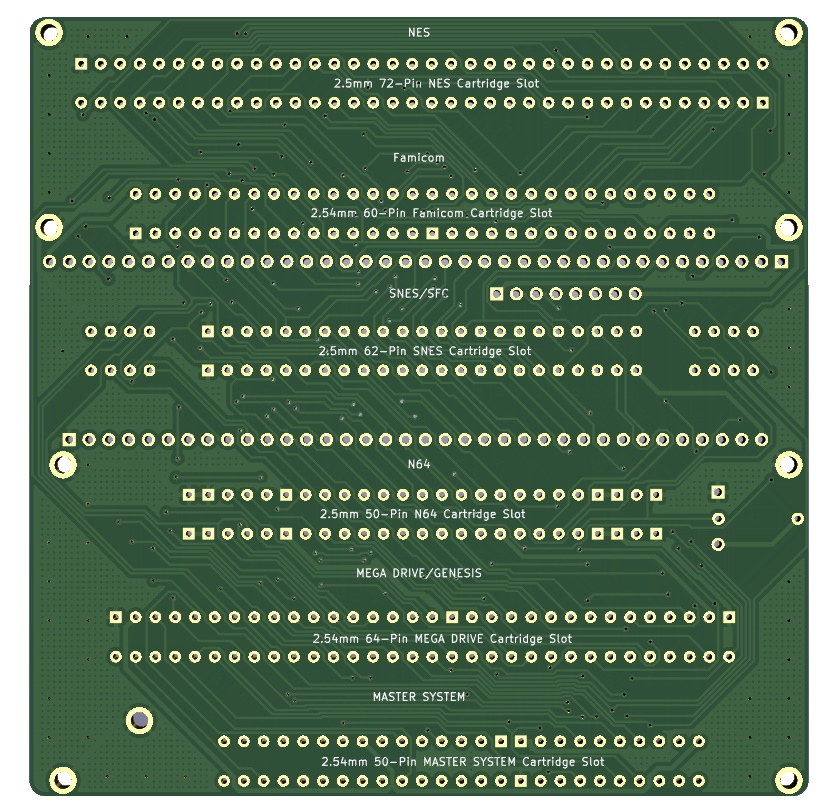 NES
2.5mm 72-Pin NES Cartridge Slot
Famicom
2.54mm 60-Pin Famicom Cartridge Slot
SNES/SFC
2.5mm 62-Pin SNES Cartridge Slot
N64
2.5mm 50-Pin N64 Cartridge Slot
MEGA DRIVE/GENESIS
2.54mm 64-Pin MEGA DRIVE Cartridge Slot
MASTER SYSTEM
2.54mm 50-Pin MASTER SYSTEM Cartridge Slot